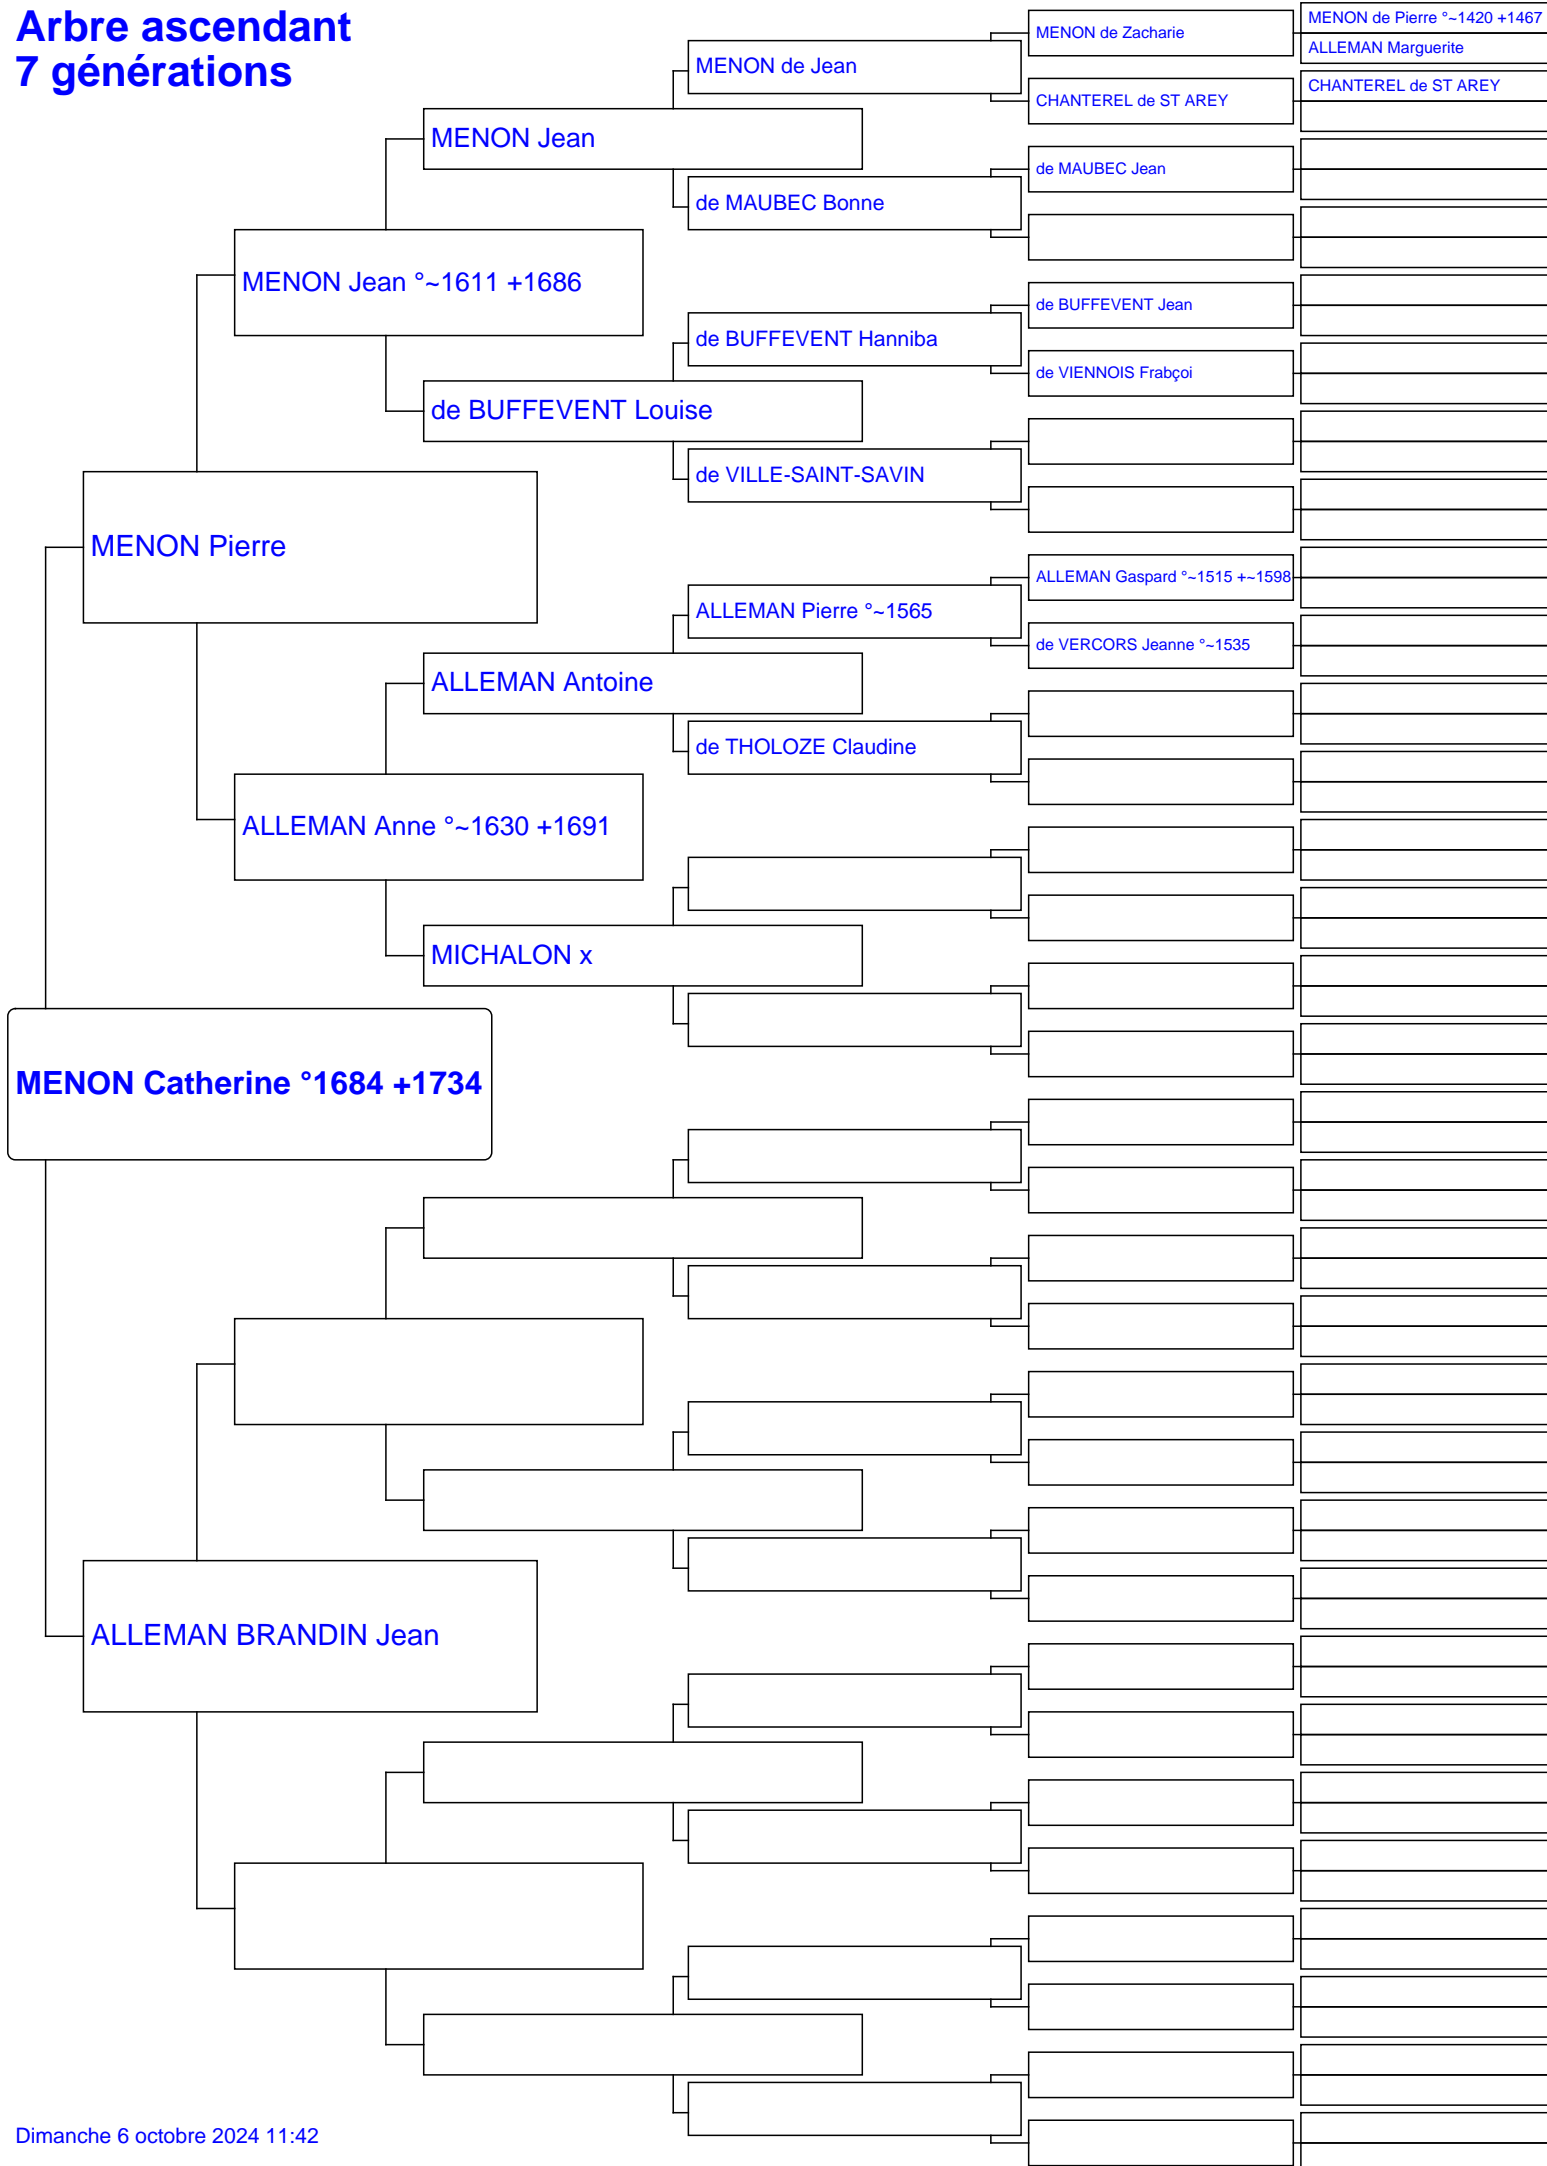 Arbre ascendant
7 générations
MENON de Zacharie
MENON de Pierre °~1420 +1467
ALLEMAN Marguerite
MENON de Jean
CHANTEREL de ST AREY
CHANTEREL de ST AREY
MENON Jean
de MAUBEC Jean
de MAUBEC Bonne
MENON Jean °~1611 +1686
de BUFFEVENT Jean
de BUFFEVENT Hanniba
de VIENNOIS Frabçoi
de BUFFEVENT Louise
de VILLE-SAINT-SAVIN
MENON Pierre
ALLEMAN Gaspard °~1515 +~1598
ALLEMAN Pierre °~1565
de VERCORS Jeanne °~1535
ALLEMAN Antoine
de THOLOZE Claudine
ALLEMAN Anne °~1630 +1691
MICHALON x
MENON Catherine °1684 +1734
ALLEMAN BRANDIN Jean
Dimanche 6 octobre 2024 11:42